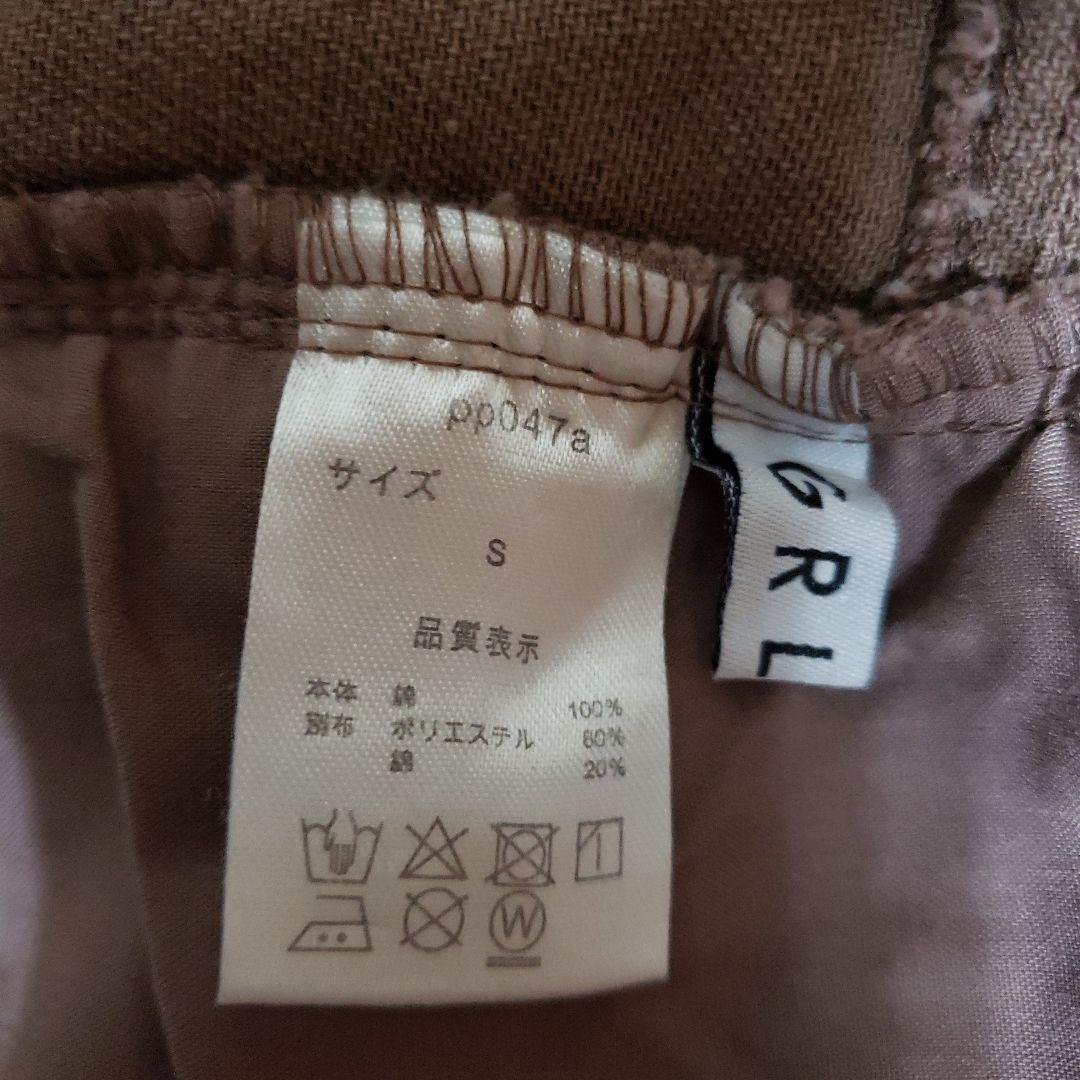 pp047a
サイズ
S
品質表示
本体 綿 100%
別布 ポリエステル 80%
綿 20%
W
GRL